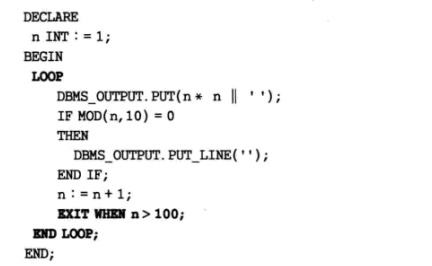 DECLARE
n INT := 1;
BEGIN
LOOP
DBMS_OUTPUT.PUT(n * n || ' ');
IF MOD(n,10) = 0
THEN
DBMS_OUTPUT.PUT_LINE('');
END IF;
n := n + 1;
EXIT WHEN n > 100;
END LOOP;
END;